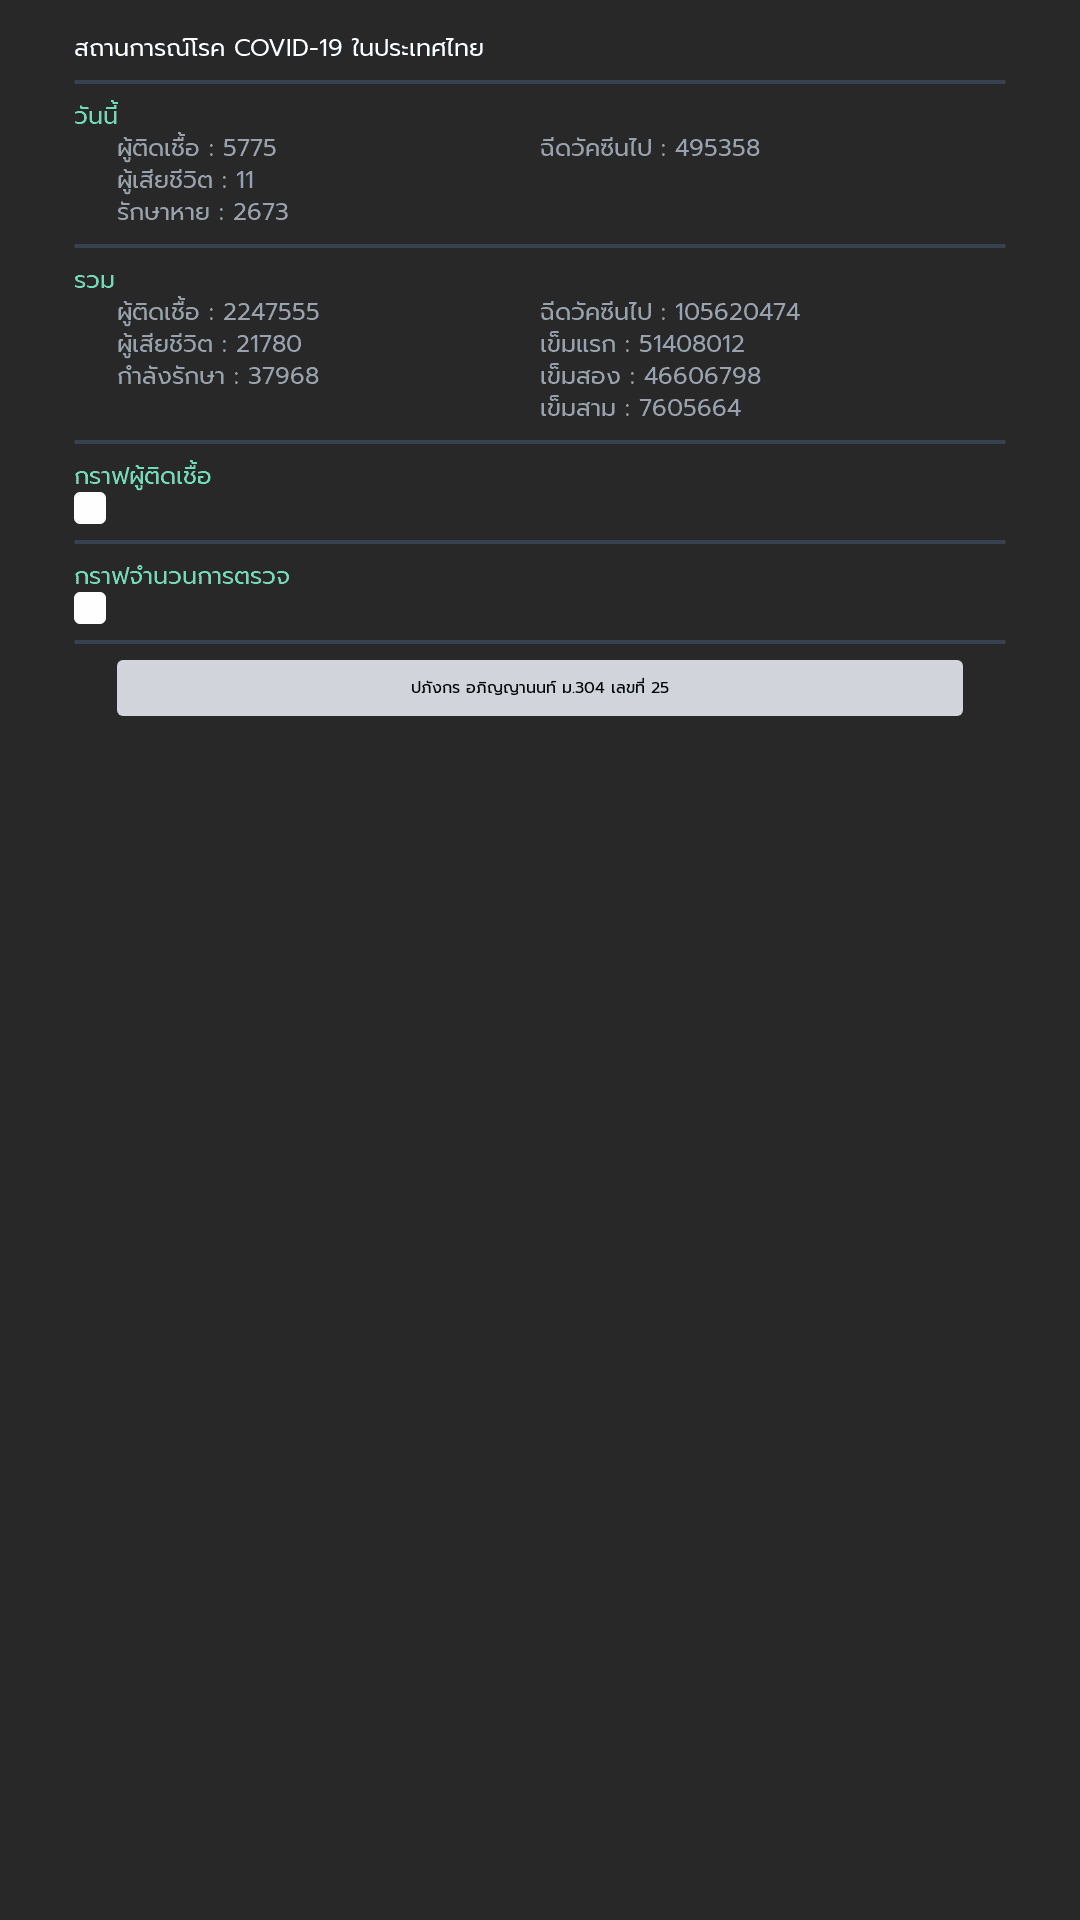 สถานการณ์โรค COVID-19 ในประเทศไทย
วันนี้
ผู้ติดเชื้อ : 5775
ผู้เสียชีวิต : 11
รักษาหาย : 2673
ฉีดวัคซีนไป : 495358
รวม
ผู้ติดเชื้อ : 2247555
ผู้เสียชีวิต : 21780
กำลังรักษา : 37968
ฉีดวัคซีนไป : 105620474
เข็มแรก : 51408012
เข็มสอง : 46606798
เข็มสาม : 7605664
กราฟผู้ติดเชื้อ
กราฟจำนวนการตรวจ
ปภังกร อภิญญานนท์ ม.304 เลขที่ 25